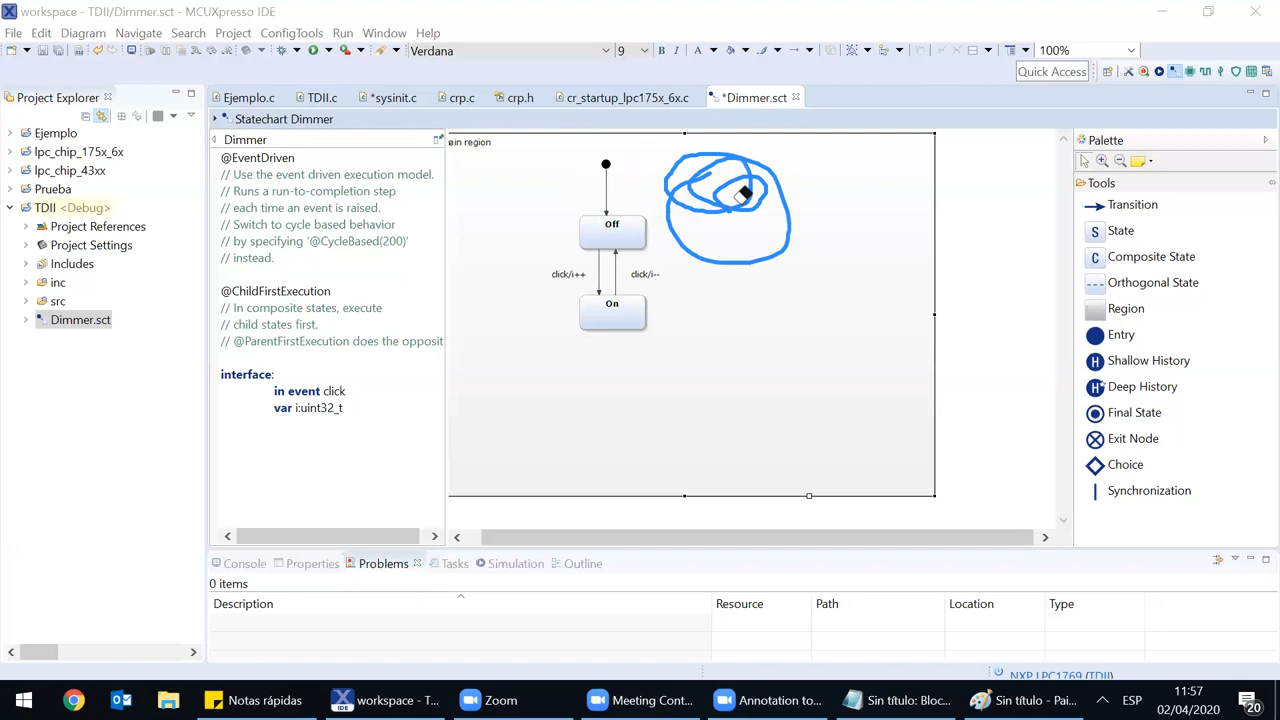 workspace - TDII/Dimmer.sct - MCUXpresso IDE
File Edit Diagram Navigate Search Project ConfigTools Run Window Help
Verdana 9 B I A 100%
Quick Access
Project Explorer
Ejemplo.c TDII.c *sysinit.c crp.c crp.h cr_startup_lpc175x_6x.c *Dimmer.sct
Ejemplo
lpc_chip_175x_6x
lpc_chip_43xx
Prueba
TDII <Debug>
Project References
Project Settings
Includes
inc
src
Dimmer.sct
Statechart Dimmer
Dimmer
@EventDriven
// Use the event driven execution model.
// Runs a run-to-completion step
// each time an event is raised.
// Switch to cycle based behavior
// by specifying '@CycleBased(200)'
// instead.
@ChildFirstExecution
// In composite states, execute
// child states first.
// @ParentFirstExecution does the opposit
interface:
in event click
var i:uint32_t
ain region
Off
click/i++ click/i--
On
Palette
Tools
Transition
S State
C Composite State
Orthogonal State
Region
Entry
H Shallow History
H* Deep History
Final State
Exit Node
Choice
Synchronization
Console Properties Problems Tasks Simulation Outline
0 items
Description Resource Path Location Type
NXP LPC1769 (TDII)
Notas rápidas
IDE workspace - T...
Zoom
Meeting Cont...
Annotation to...
Sin título: Bloc...
Sin título - Pai...
ESP
11:57
02/04/2020
20